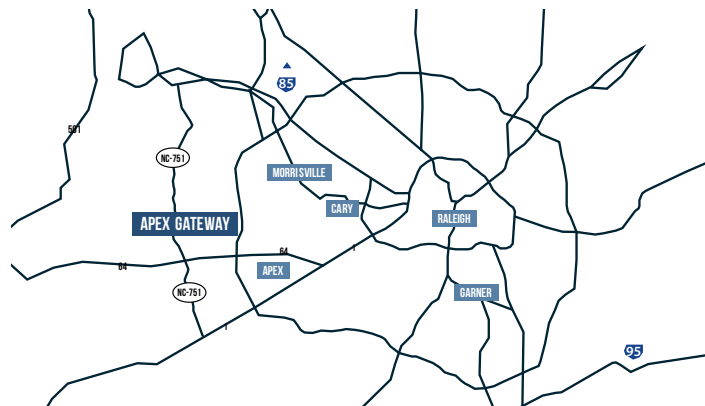 85
501
NC-751
MORRISVILLE
CARY
APEX GATEWAY
RALEIGH
64
1
64
APEX
NC-751
GARNER
1
95